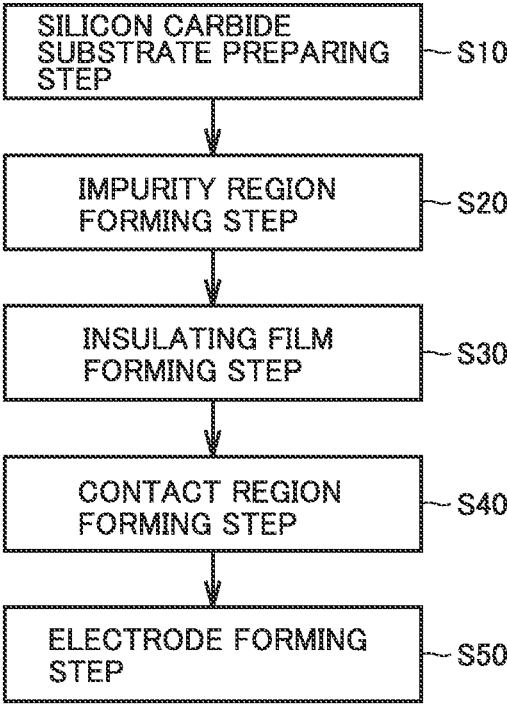 SILICON CARBIDE
SUBSTRATE PREPARING
STEP
S10
IMPURITY REGION
FORMING STEP
S20
INSULATING FILM
FORMING STEP
S30
CONTACT REGION
FORMING STEP
S40
ELECTRODE FORMING
STEP
S50